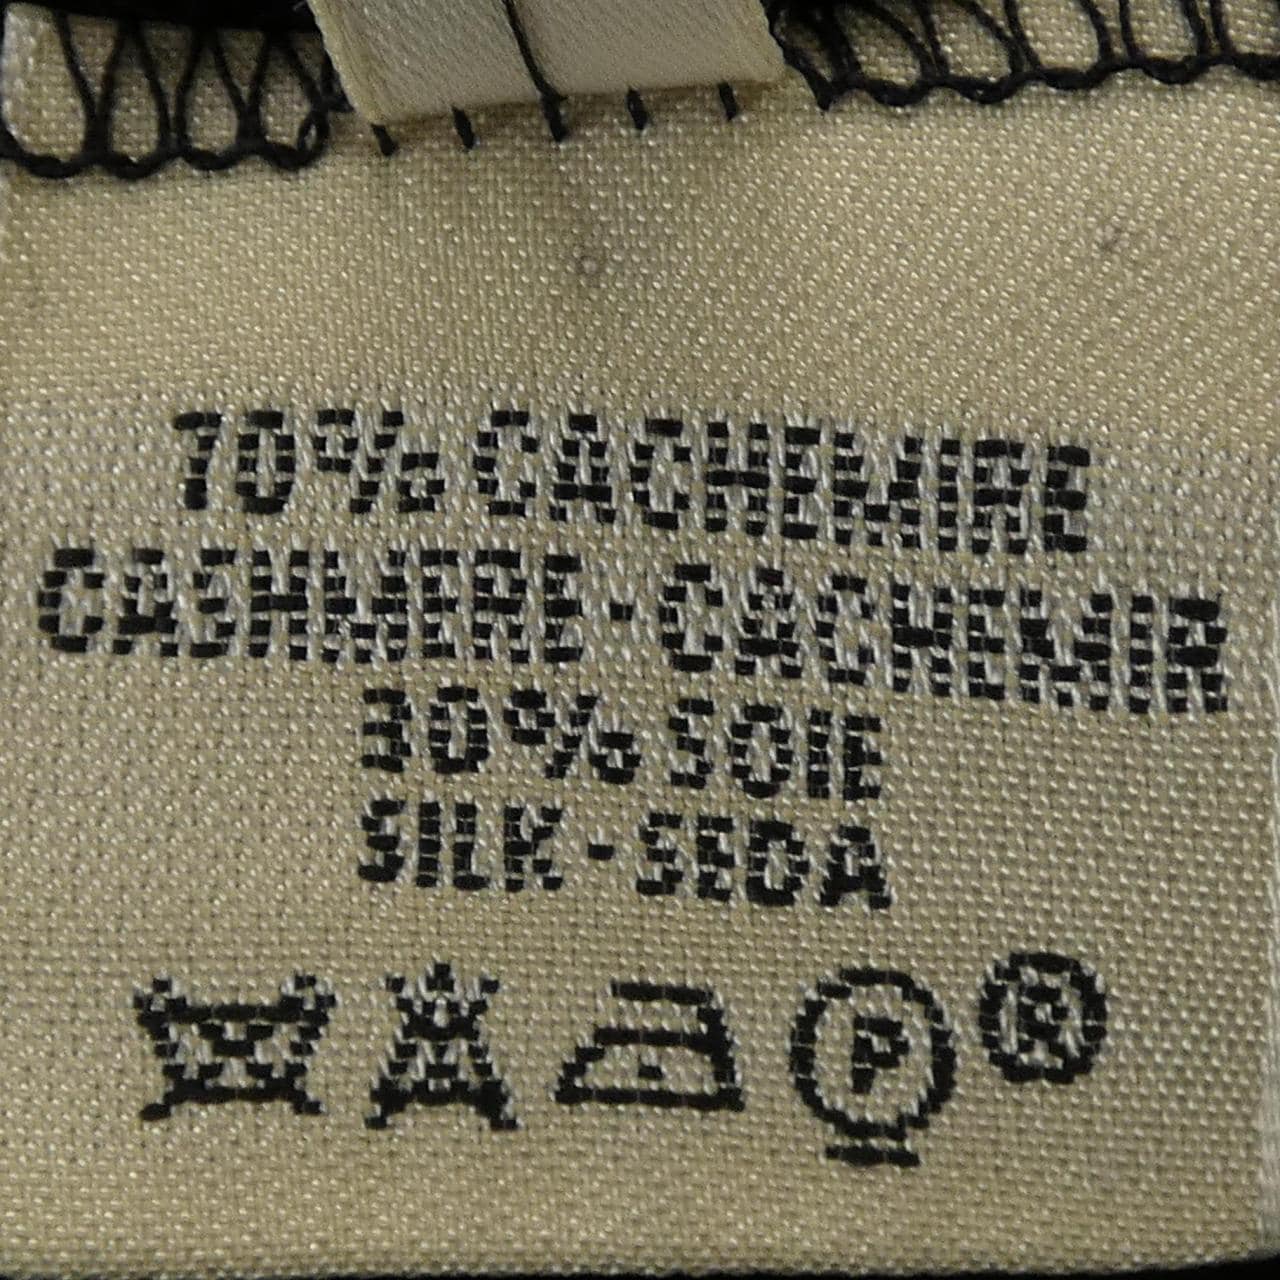 70% CACHEMIRE
CASHMERE-CACHEMIR
30% SOIE
SILK-SEDA
P ®